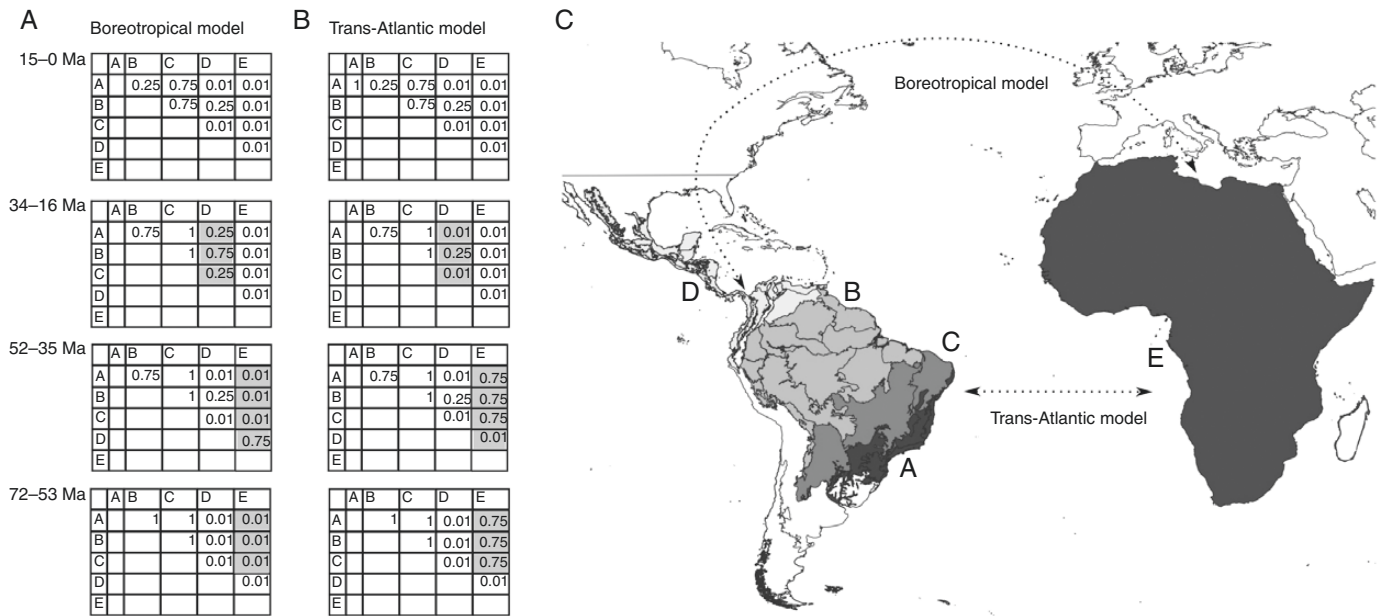 A Boreotropical model
15–0 Ma
A B C D E
A 0.25 0.75 0.01 0.01
B 0.75 0.25 0.01
C 0.01 0.01
D 0.01
E
34–16 Ma
A B C D E
A 0.75 1 0.25 0.01
B 1 0.75 0.01
C 0.25 0.01
D 0.01
E
52–35 Ma
A B C D E
A 0.75 1 0.01 0.01
B 1 0.25 0.01
C 0.01 0.01
D 0.75
E
72–53 Ma
A B C D E
A 1 1 0.01 0.01
B 1 0.01 0.01
C 0.01 0.01
D 0.01
E
B Trans-Atlantic model
A B C D E
A 1 0.25 0.75 0.01 0.01
B 0.75 0.25 0.01
C 0.01 0.01
D 0.01
E
A B C D E
A 0.75 1 0.01 0.01
B 1 0.25 0.01
C 0.01 0.01
D 0.01
E
A B C D E
A 0.75 1 0.01 0.75
B 1 0.25 0.75
C 0.01 0.75
D 0.01
E
A B C D E
A 1 1 0.01 0.75
B 1 0.01 0.75
C 0.01 0.75
D 0.01
E
C
Boreotropical model
D
B
C
E
Trans-Atlantic model
A